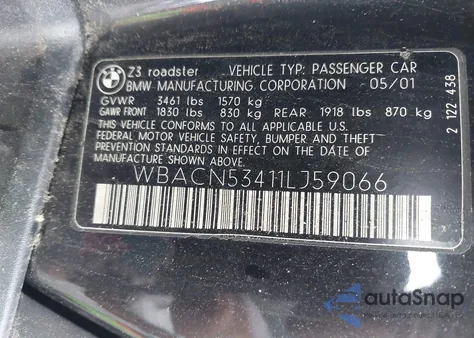 BMW
Z3 roadster VEHICLE TYP: PASSENGER CAR
BMW MANUFACTURING CORPORATION 05/01
GVWR 3461 lbs 1570 kg
GAWR FRONT 1830 lbs 830 kg REAR 1918 lbs 870 kg
THIS VEHICLE CONFORMS TO ALL APPLICABLE U.S.
FEDERAL MOTOR VEHICLE SAFETY, BUMPER AND THEFT
PREVENTION STANDARDS IN EFFECT ON THE DATE OF
MANUFACTURE SHOWN ABOVE.
WBACN53411LJ59066
2 122 438
autoSnap